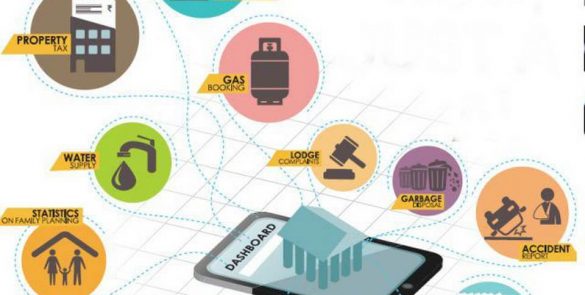 PROPERTY
TAX
GAS
BOOKING
WATER
SUPPLY
LODGE
COMPLAINTS
GARBAGE
DISPOSAL
STATISTICS
ON FAMILY PLANNING
ACCIDENT
REPORT
DASHBOARD